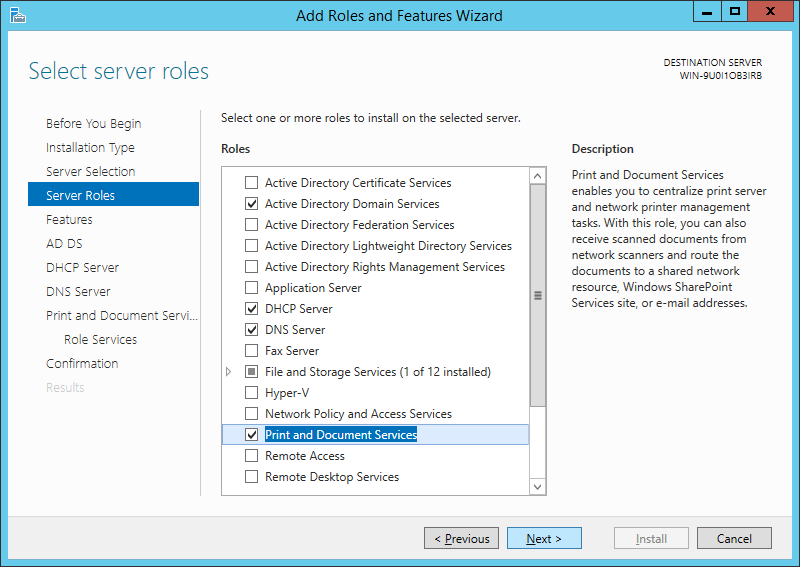 Add Roles and Features Wizard
Select server roles
DESTINATION SERVER
WIN-9U0I1OB3IRB
Before You Begin
Installation Type
Server Selection
Server Roles
Features
AD DS
DHCP Server
DNS Server
Print and Document Servi...
Role Services
Confirmation
Results
Select one or more roles to install on the selected server.
Roles
Active Directory Certificate Services
Active Directory Domain Services
Active Directory Federation Services
Active Directory Lightweight Directory Services
Active Directory Rights Management Services
Application Server
DHCP Server
DNS Server
Fax Server
File and Storage Services (1 of 12 installed)
Hyper-V
Network Policy and Access Services
Print and Document Services
Remote Access
Remote Desktop Services
Description
Print and Document Services
enables you to centralize print server
and network printer management
tasks. With this role, you can also
receive scanned documents from
network scanners and route the
documents to a shared network
resource, Windows SharePoint
Services site, or e-mail addresses.
< Previous
Next >
Install
Cancel